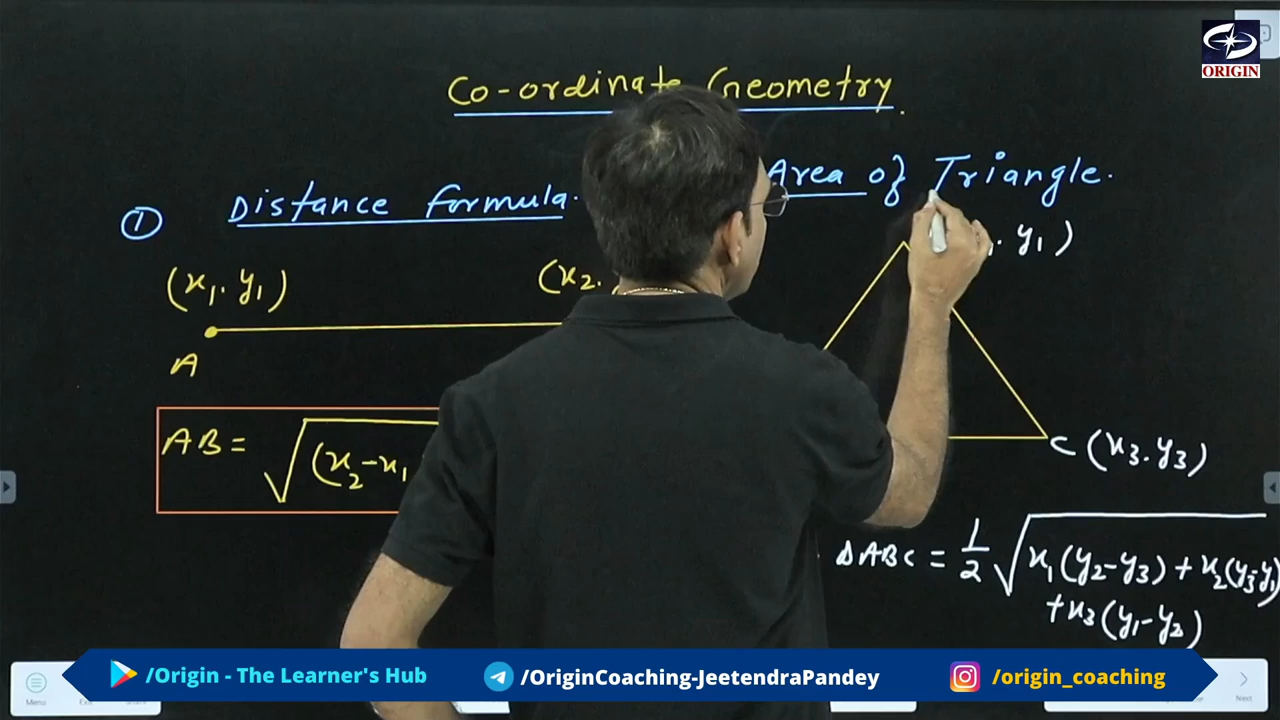 ORIGIN
Co-ordinate Geometry.
① Distance formula.
Area of Triangle.
(x₁. y₁)
(x₂.
. y₁)
A
C (x₃. y₃)
AB = √(x₂-x₁
ΔABC = 1/2 √x₁(y₂-y₃) + x₂(y₃-y₁)
+x₃(y₁-y₂)
/Origin - The Learner's Hub
/OriginCoaching-JeetendraPandey
/origin_coaching
Menu
Next